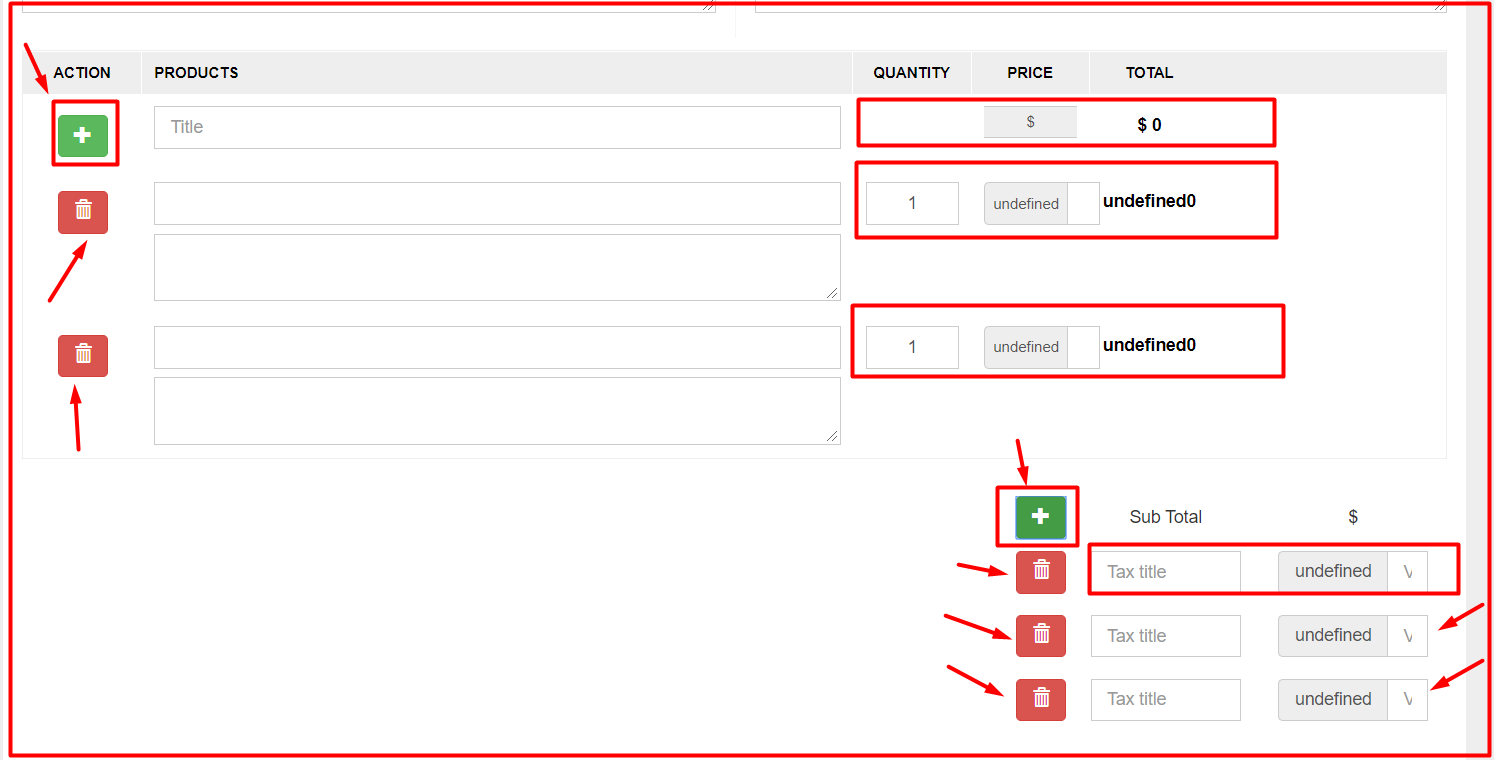 ACTION PRODUCTS QUANTITY PRICE TOTAL
Title $ $ 0
1 undefined undefined0
1 undefined undefined0
Sub Total $
Tax title undefined
Tax title undefined
Tax title undefined